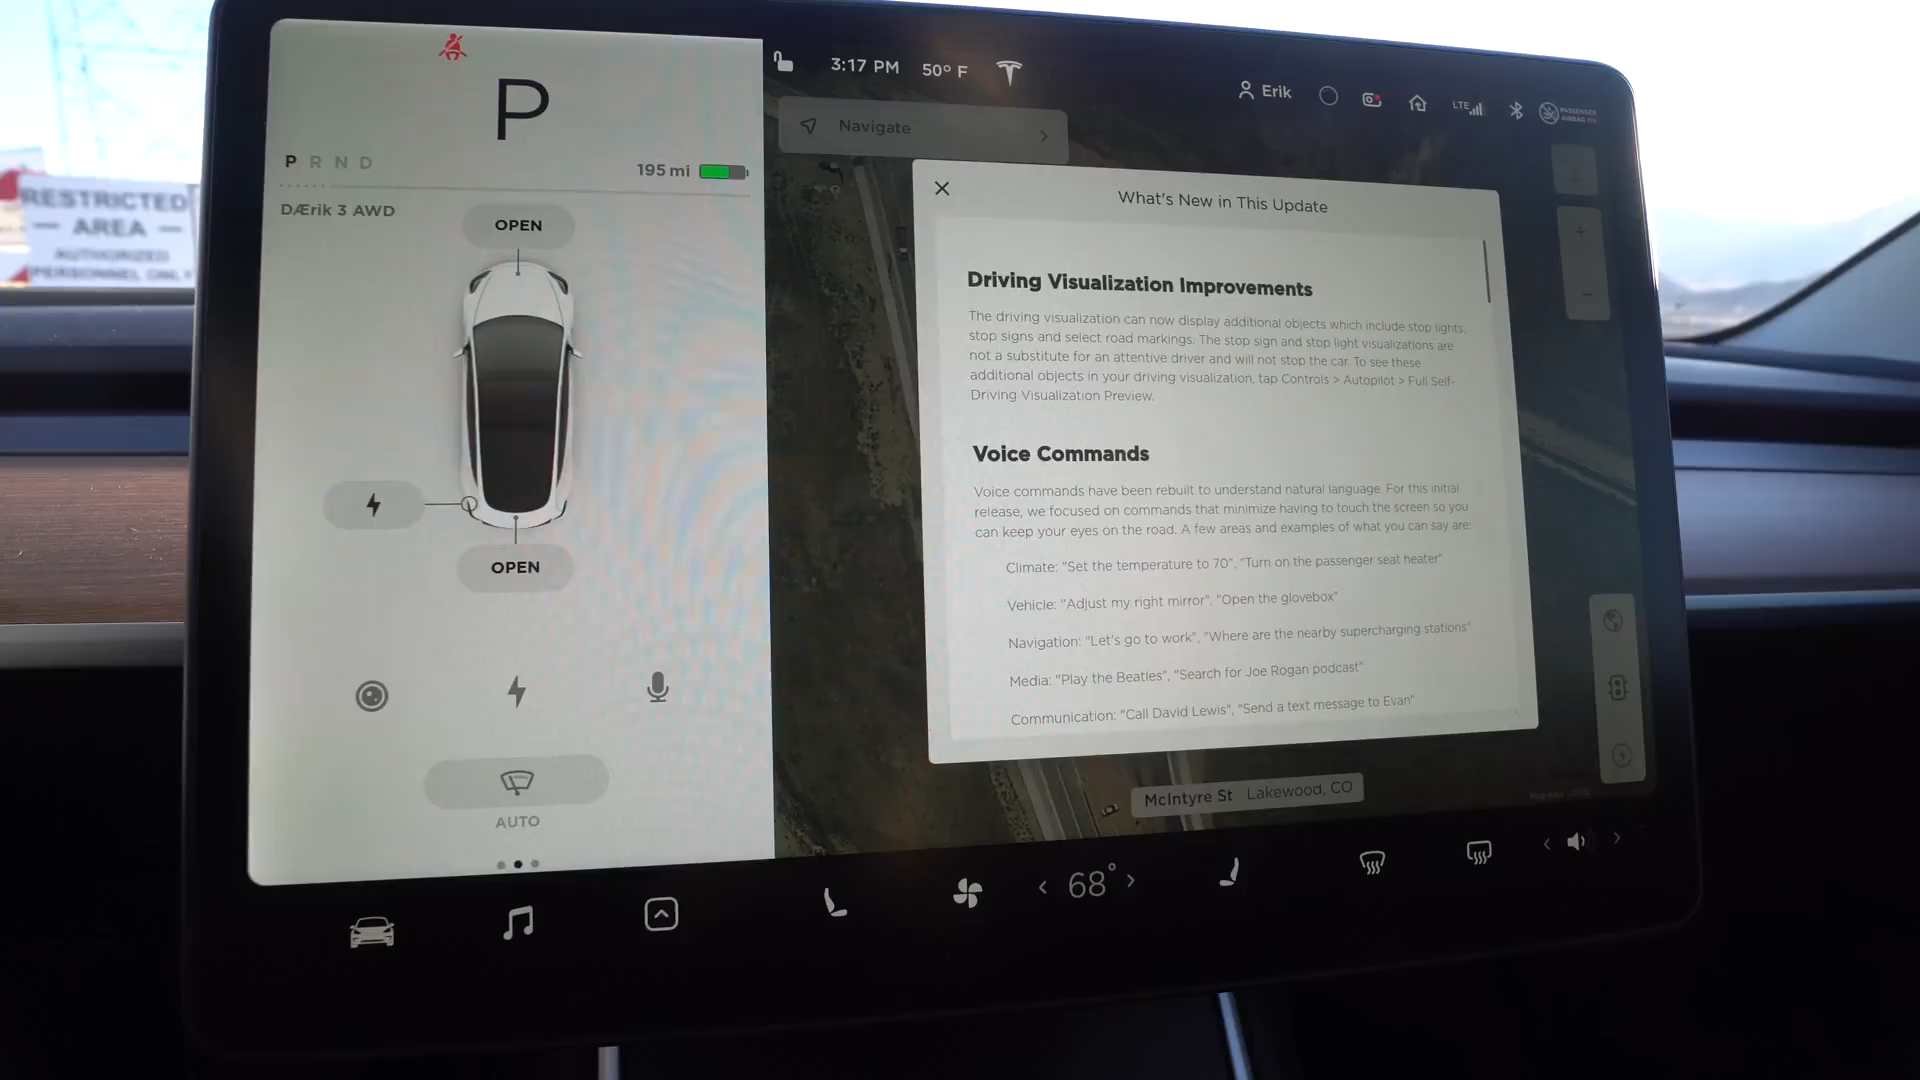 RESTRICTED
— AREA —
AUTHORIZED
PERSONNEL ONLY
P
P R N D
195 mi
DÆrik 3 AWD
OPEN
OPEN
AUTO
3:17 PM 50° F
Erik
LTE
PASSENGER
AIRBAG
Navigate
What's New in This Update
Driving Visualization Improvements
The driving visualization can now display additional objects which include stop lights,
stop signs and select road markings. The stop sign and stop light visualizations are
not a substitute for an attentive driver and will not stop the car. To see these
additional objects in your driving visualization, tap Controls > Autopilot > Full Self-
Driving Visualization Preview.
Voice Commands
Voice commands have been rebuilt to understand natural language. For this initial
release, we focused on commands that minimize having to touch the screen so you
can keep your eyes on the road. A few areas and examples of what you can say are:
Climate: "Set the temperature to 70", "Turn on the passenger seat heater"
Vehicle: "Adjust my right mirror", "Open the glovebox"
Navigation: "Let's go to work", "Where are the nearby supercharging stations"
Media: "Play the Beatles", "Search for Joe Rogan podcast"
Communication: "Call David Lewis", "Send a text message to Evan"
McIntyre St Lakewood, CO
68°